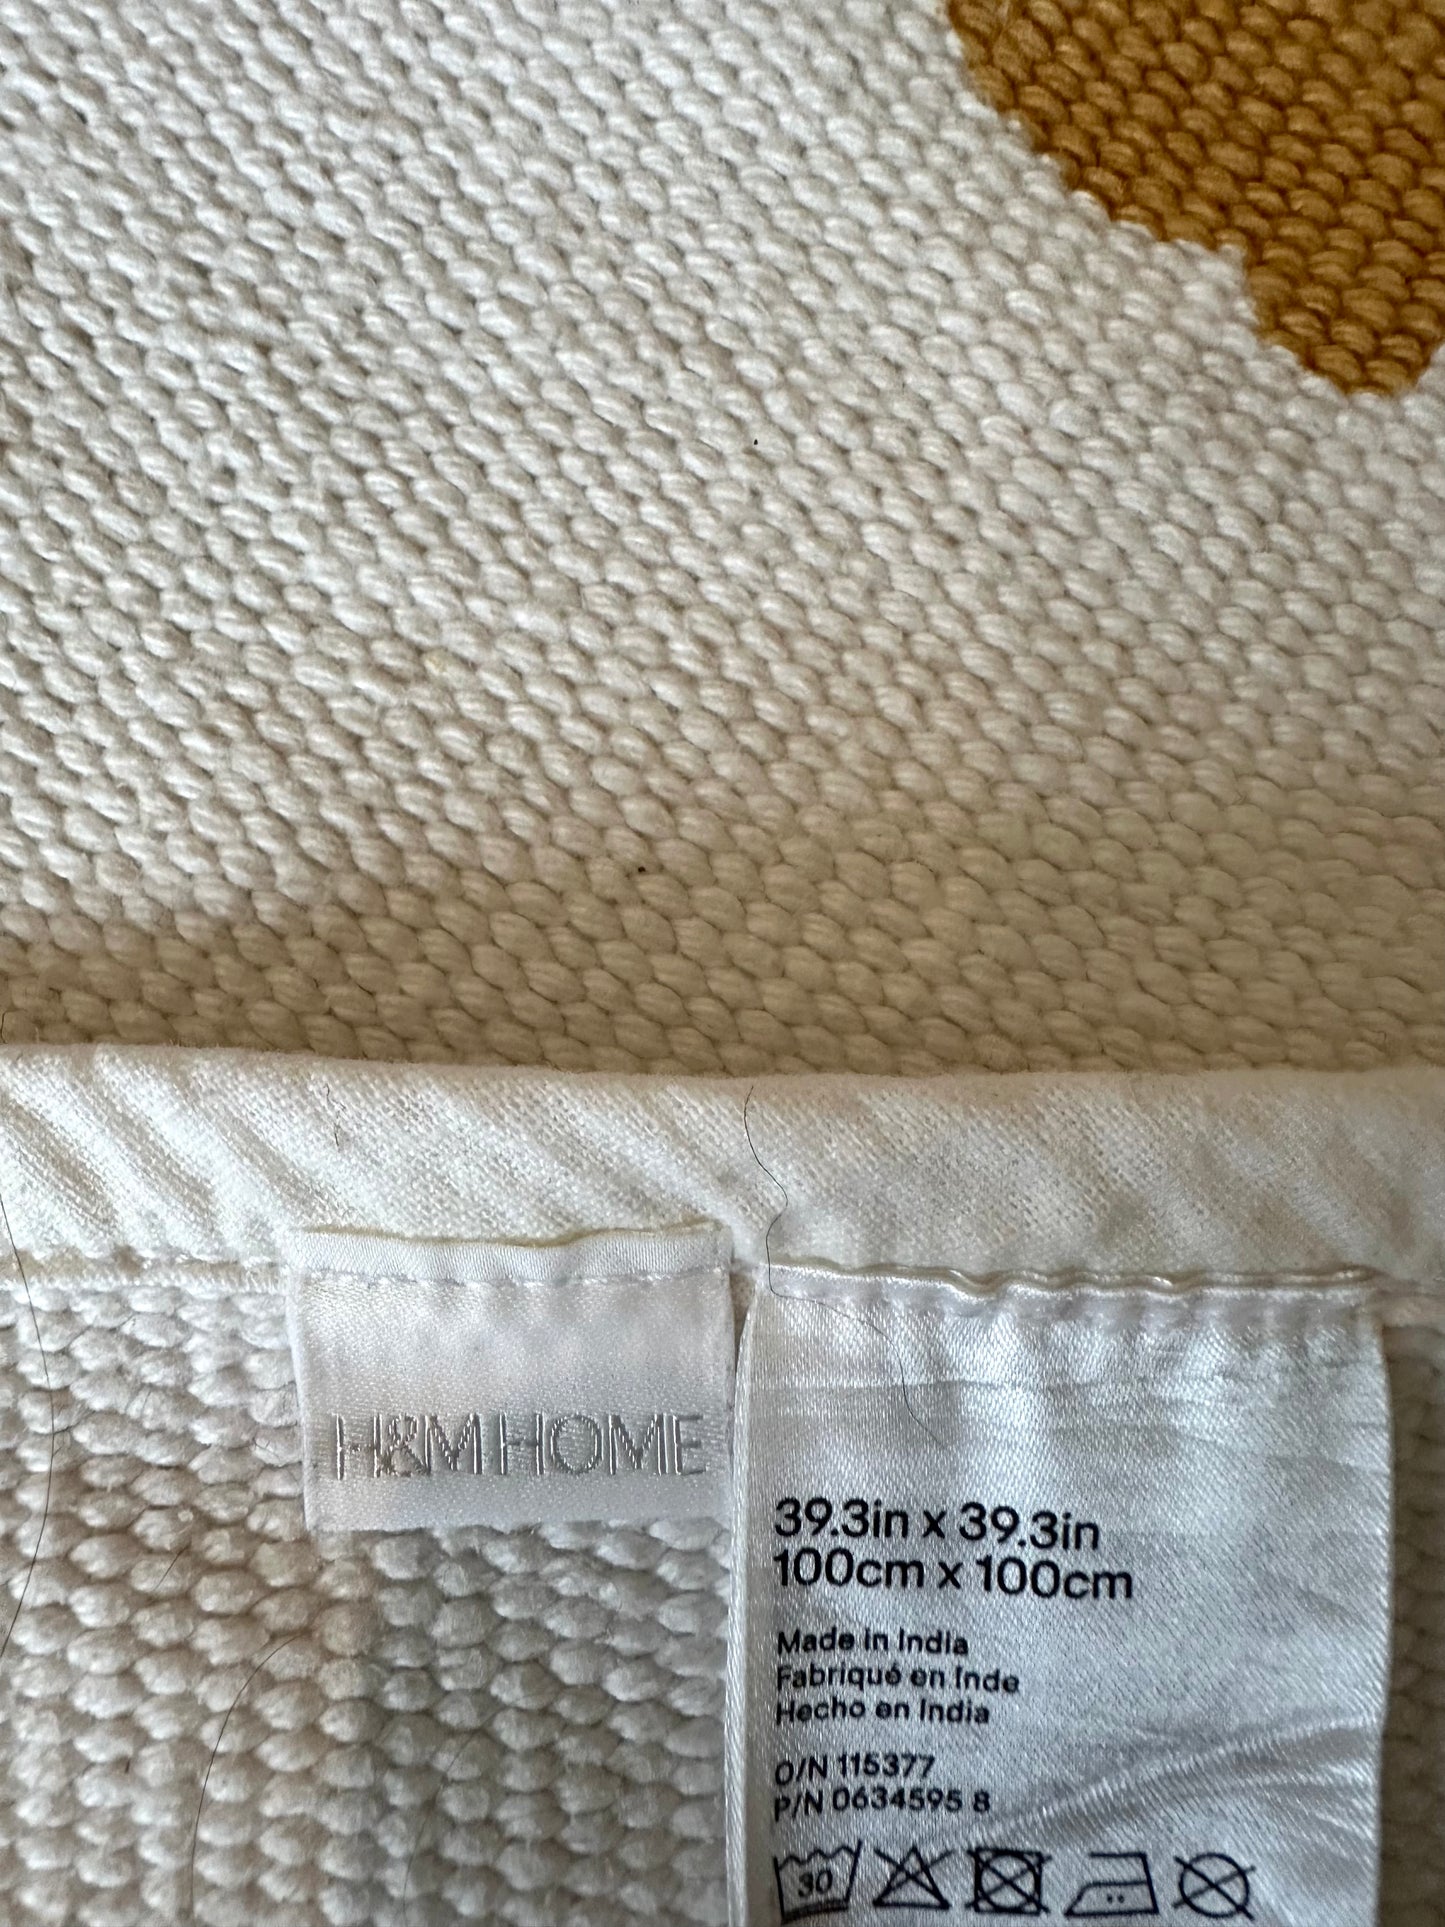 H&M HOME
39.3in x 39.3in
100cm x 100cm
Made in India
Fabriqué en Inde
Hecho en India
O/N 115377
P/N 0634595 8
30